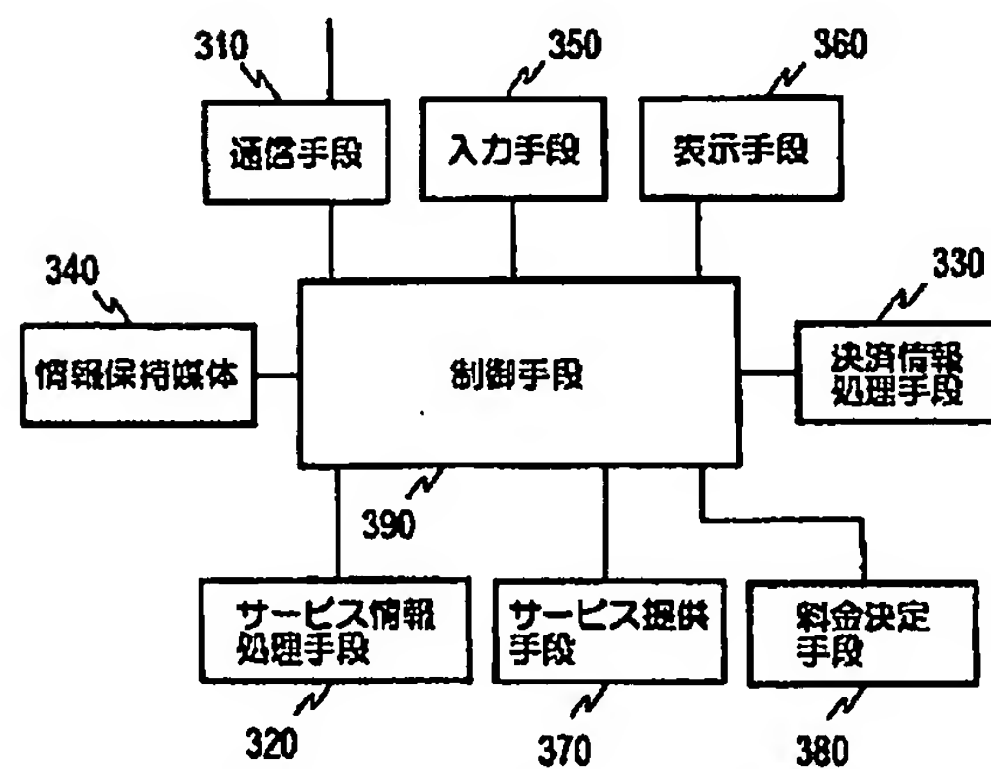 310
350
360
通信手段
入力手段
表示手段
340
330
情報保持媒体
制御手段
決済情報
処理手段
390
サービス情報
処理手段
サービス提供
手段
料金決定
手段
320
370
380